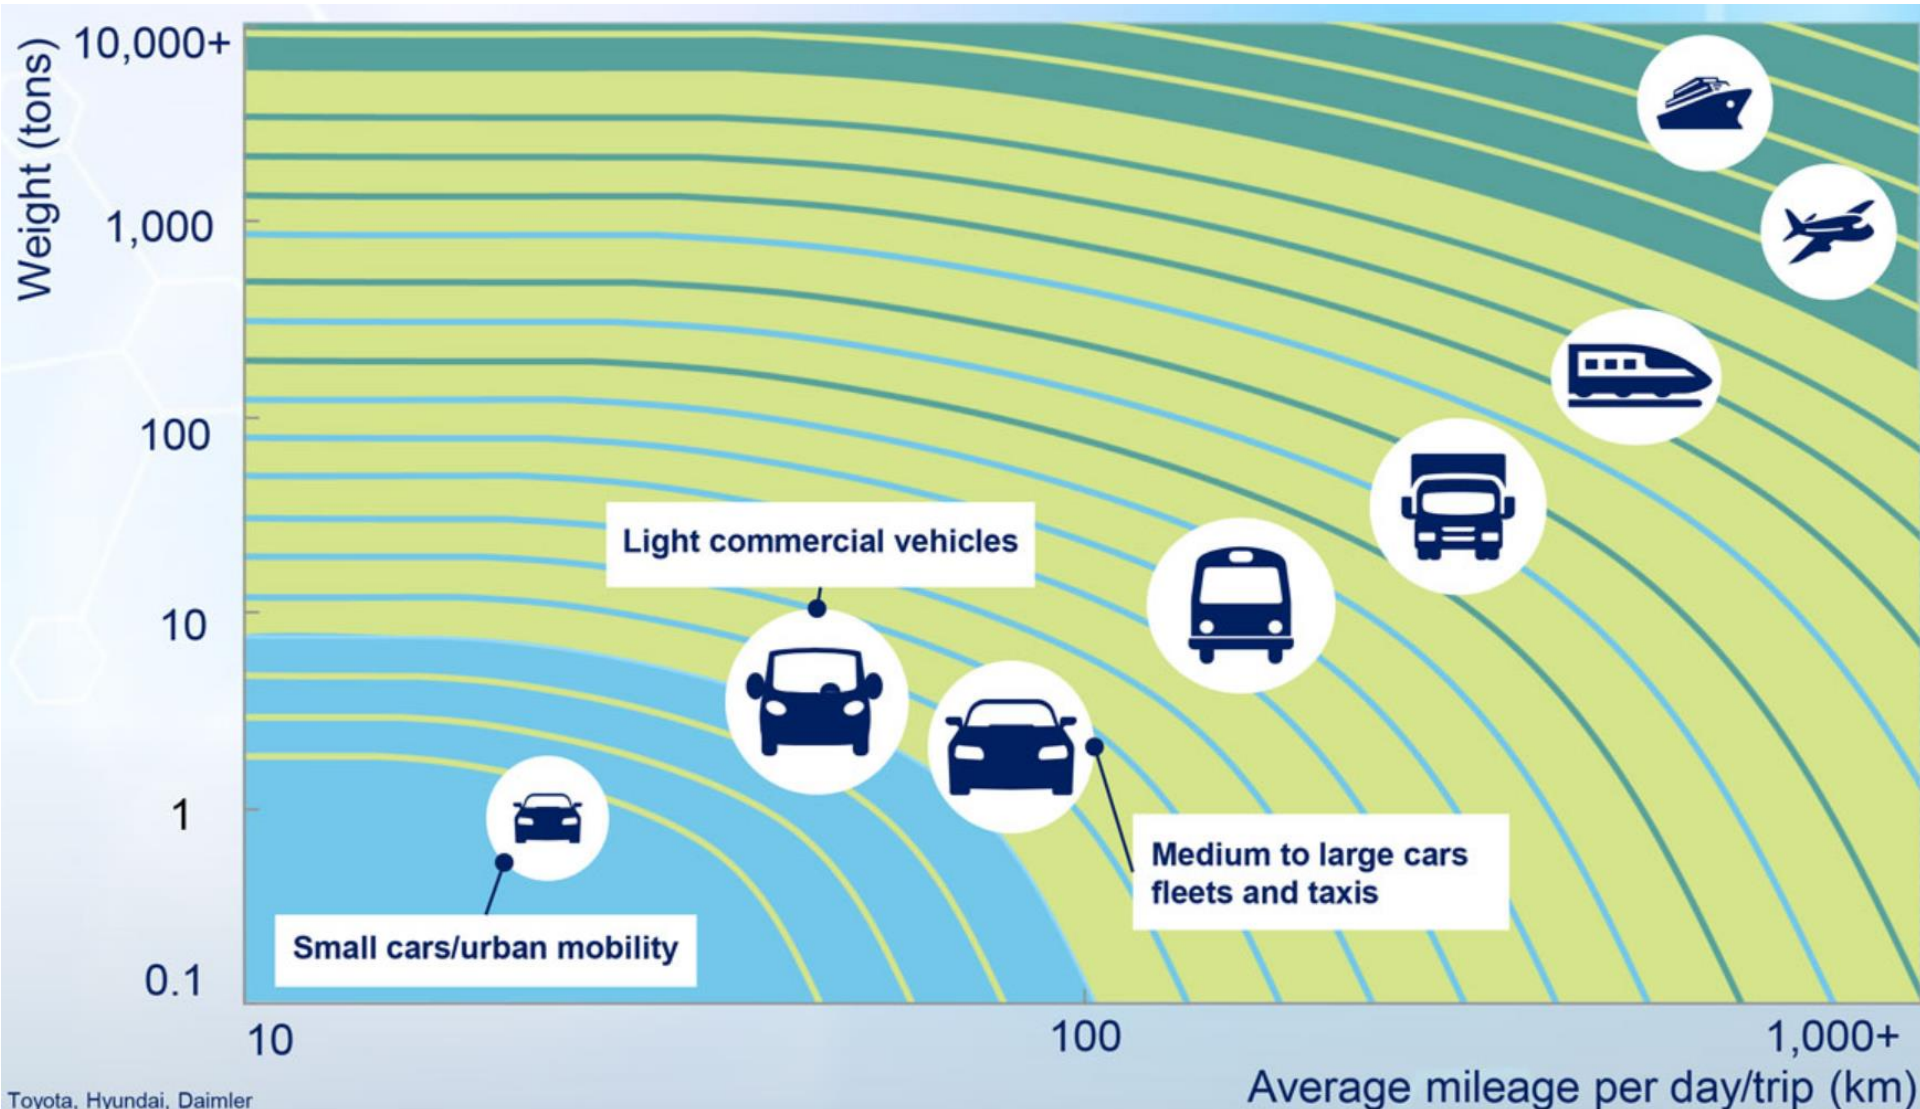 Weight (tons)
10,000+
1,000
100
10
1
0.1
Light commercial vehicles
Medium to large cars
fleets and taxis
Small cars/urban mobility
10
100
1,000+
Average mileage per day/trip (km)
Toyota, Hyundai, Daimler